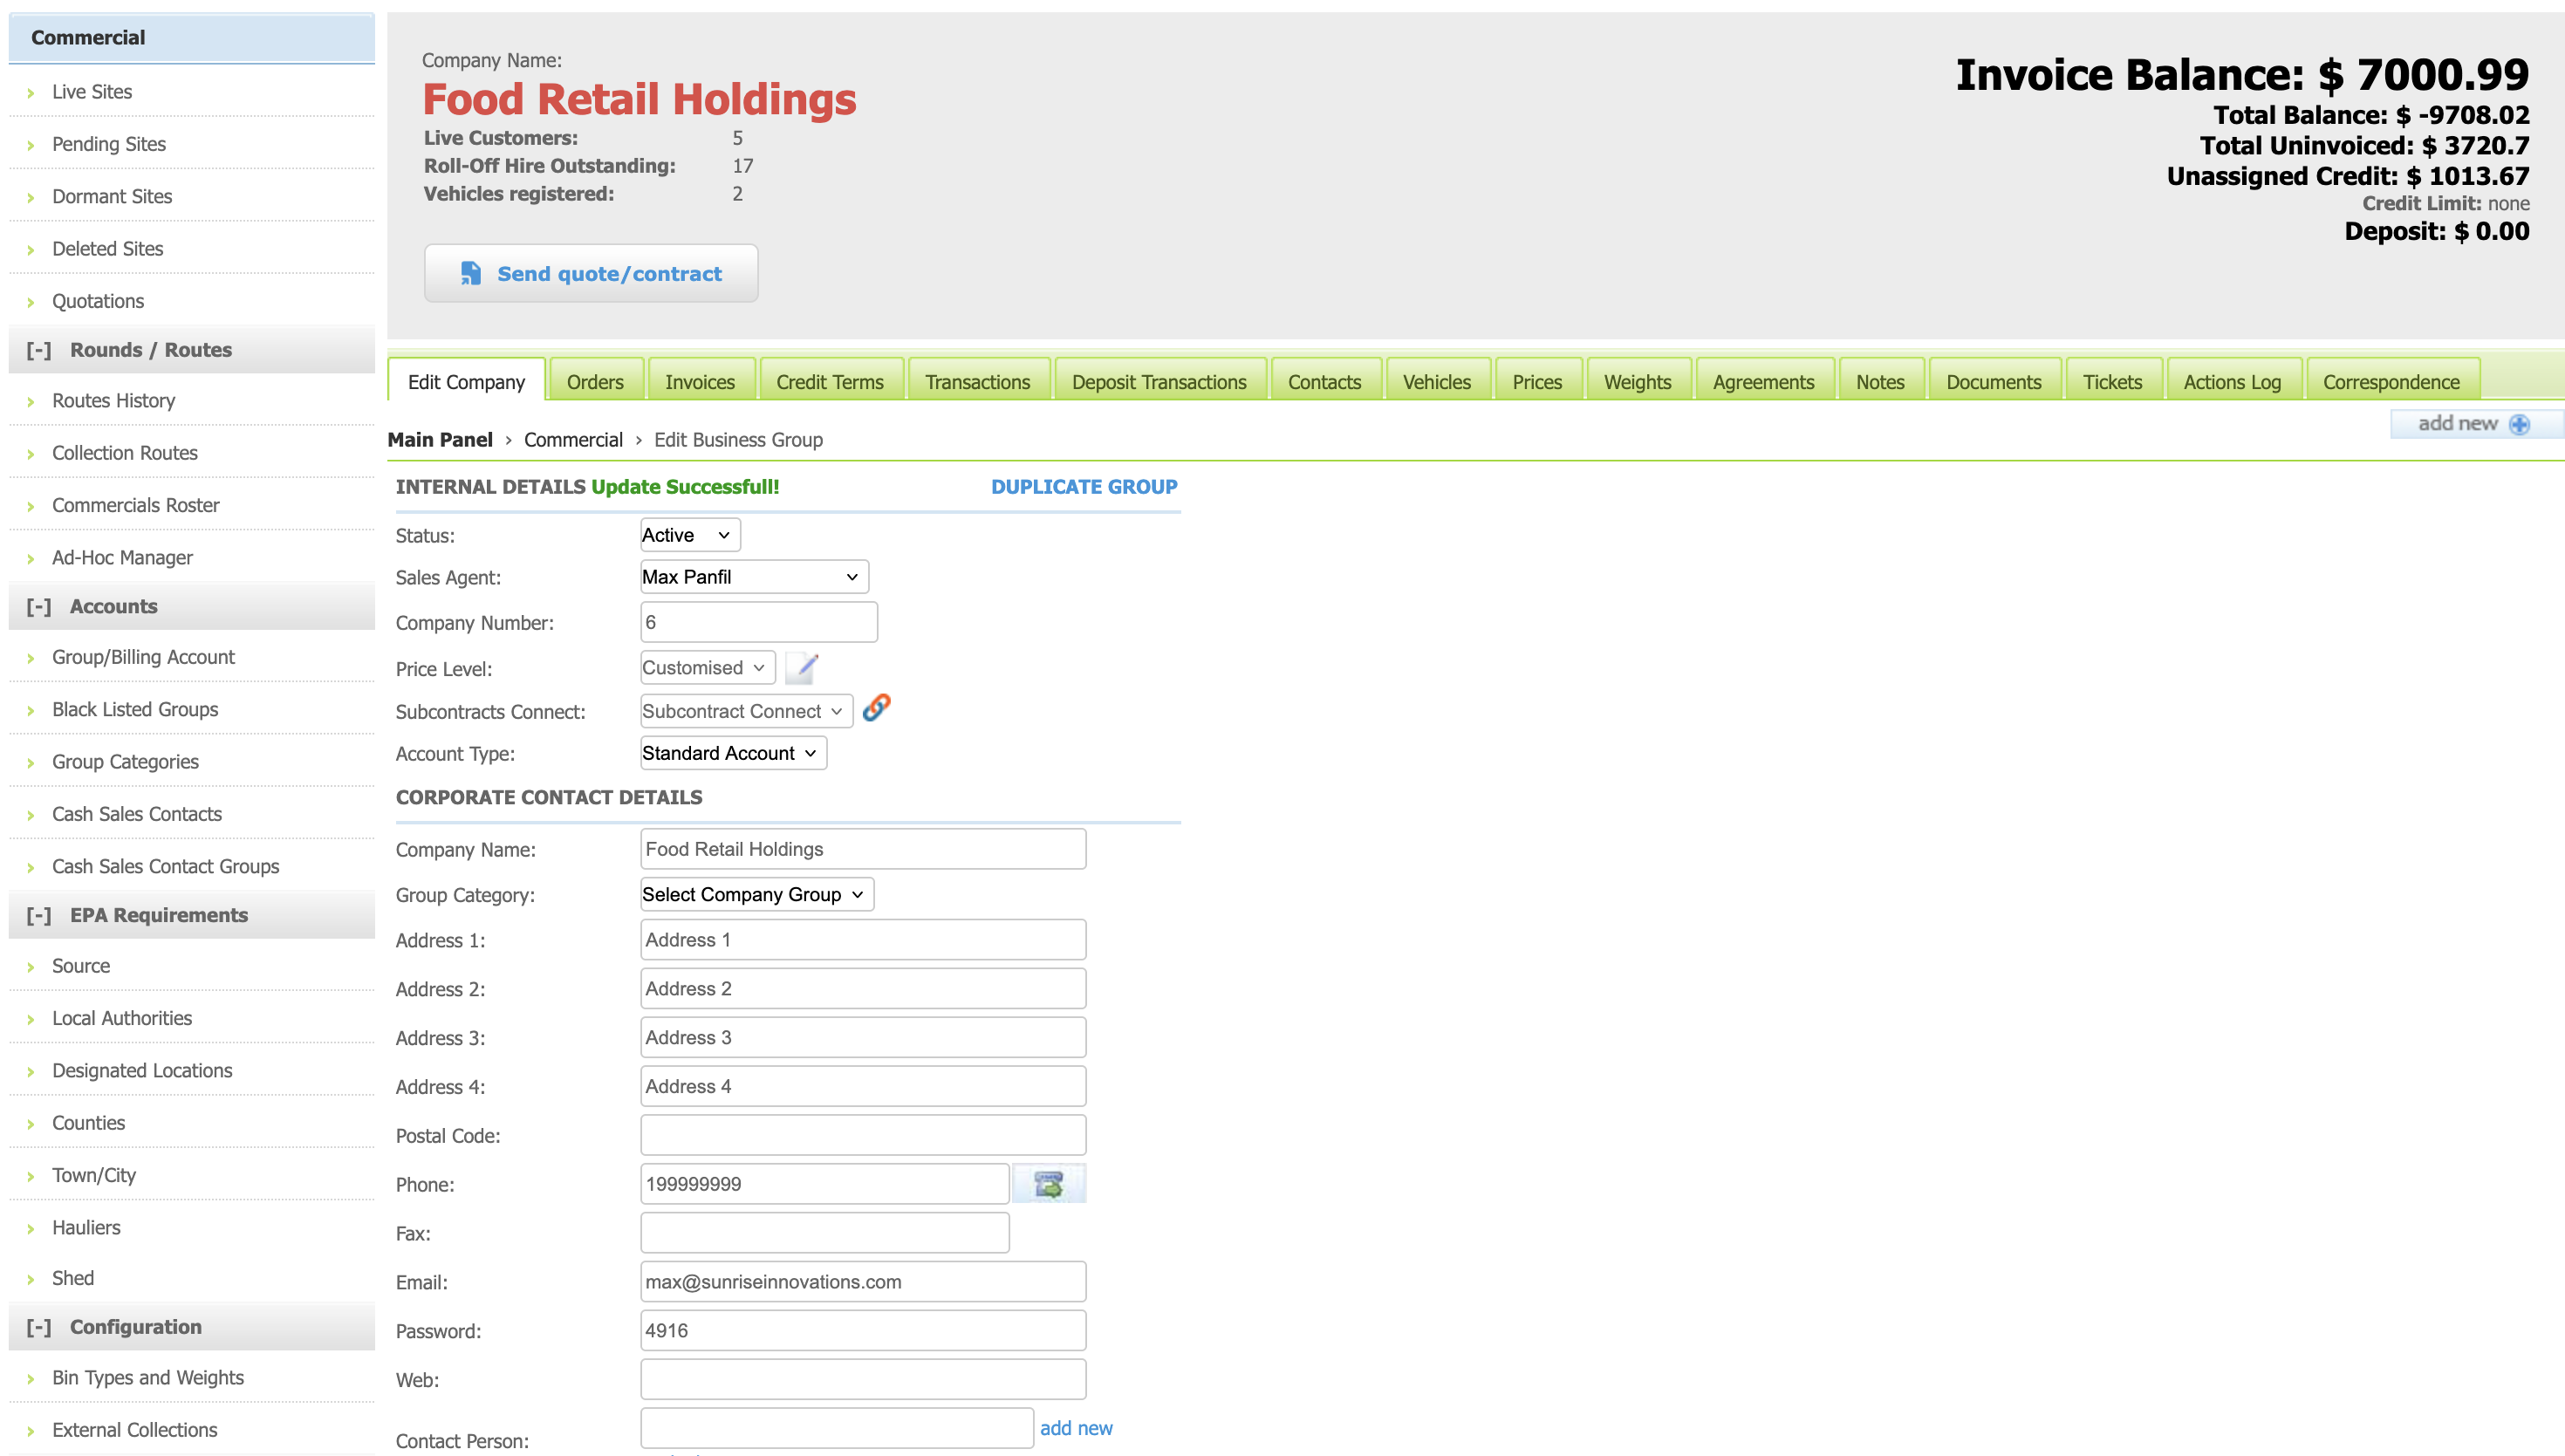 Commercial
Live Sites
Pending Sites
Dormant Sites
Deleted Sites
Quotations
[-] Rounds / Routes
Routes History
Collection Routes
Commercials Roster
Ad-Hoc Manager
[-] Accounts
Group/Billing Account
Black Listed Groups
Group Categories
Cash Sales Contacts
Cash Sales Contact Groups
[-] EPA Requirements
Source
Local Authorities
Designated Locations
Counties
Town/City
Hauliers
Shed
[-] Configuration
Bin Types and Weights
External Collections
Company Name:
Food Retail Holdings
Live Customers: 5
Roll-Off Hire Outstanding: 17
Vehicles registered: 2
Send quote/contract
Invoice Balance: $ 7000.99
Total Balance: $ -9708.02
Total Uninvoiced: $ 3720.7
Unassigned Credit: $ 1013.67
Credit Limit: none
Deposit: $ 0.00
Edit Company Orders Invoices Credit Terms Transactions Deposit Transactions Contacts Vehicles Prices Weights Agreements Notes Documents Tickets Actions Log Correspondence
Main Panel › Commercial › Edit Business Group
add new
INTERNAL DETAILS Update Successfull! DUPLICATE GROUP
Status: Active
Sales Agent: Max Panfil
Company Number: 6
Price Level: Customised
Subcontracts Connect: Subcontract Connect
Account Type: Standard Account
CORPORATE CONTACT DETAILS
Company Name: Food Retail Holdings
Group Category: Select Company Group
Address 1: Address 1
Address 2: Address 2
Address 3: Address 3
Address 4: Address 4
Postal Code:
Phone: 199999999
Fax:
Email: max@sunriseinnovations.com
Password: 4916
Web:
Contact Person: add new